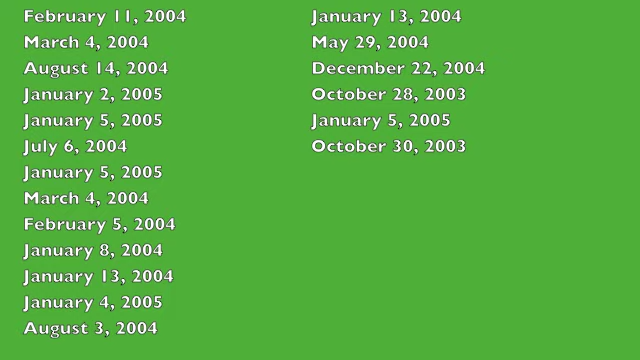 February 11, 2004
March 4, 2004
August 14, 2004
January 2, 2005
January 5, 2005
July 6, 2004
January 5, 2005
March 4, 2004
February 5, 2004
January 8, 2004
January 13, 2004
January 4, 2005
August 3, 2004
January 13, 2004
May 29, 2004
December 22, 2004
October 28, 2003
January 5, 2005
October 30, 2003